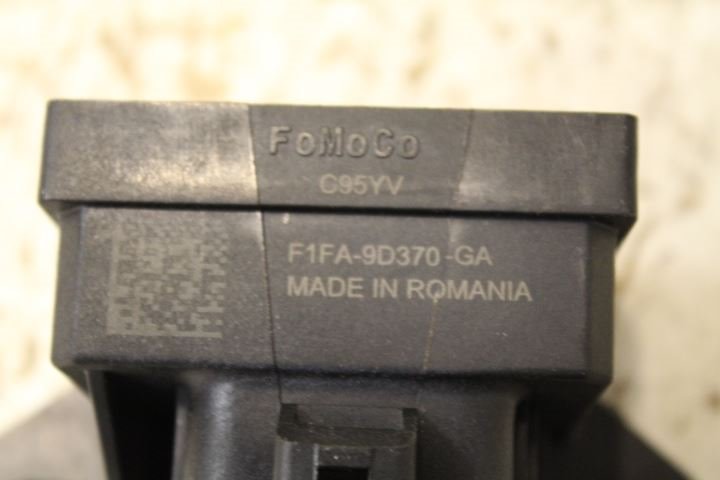 FoMoCo
C95YV
F1FA-9D370-GA
MADE IN ROMANIA